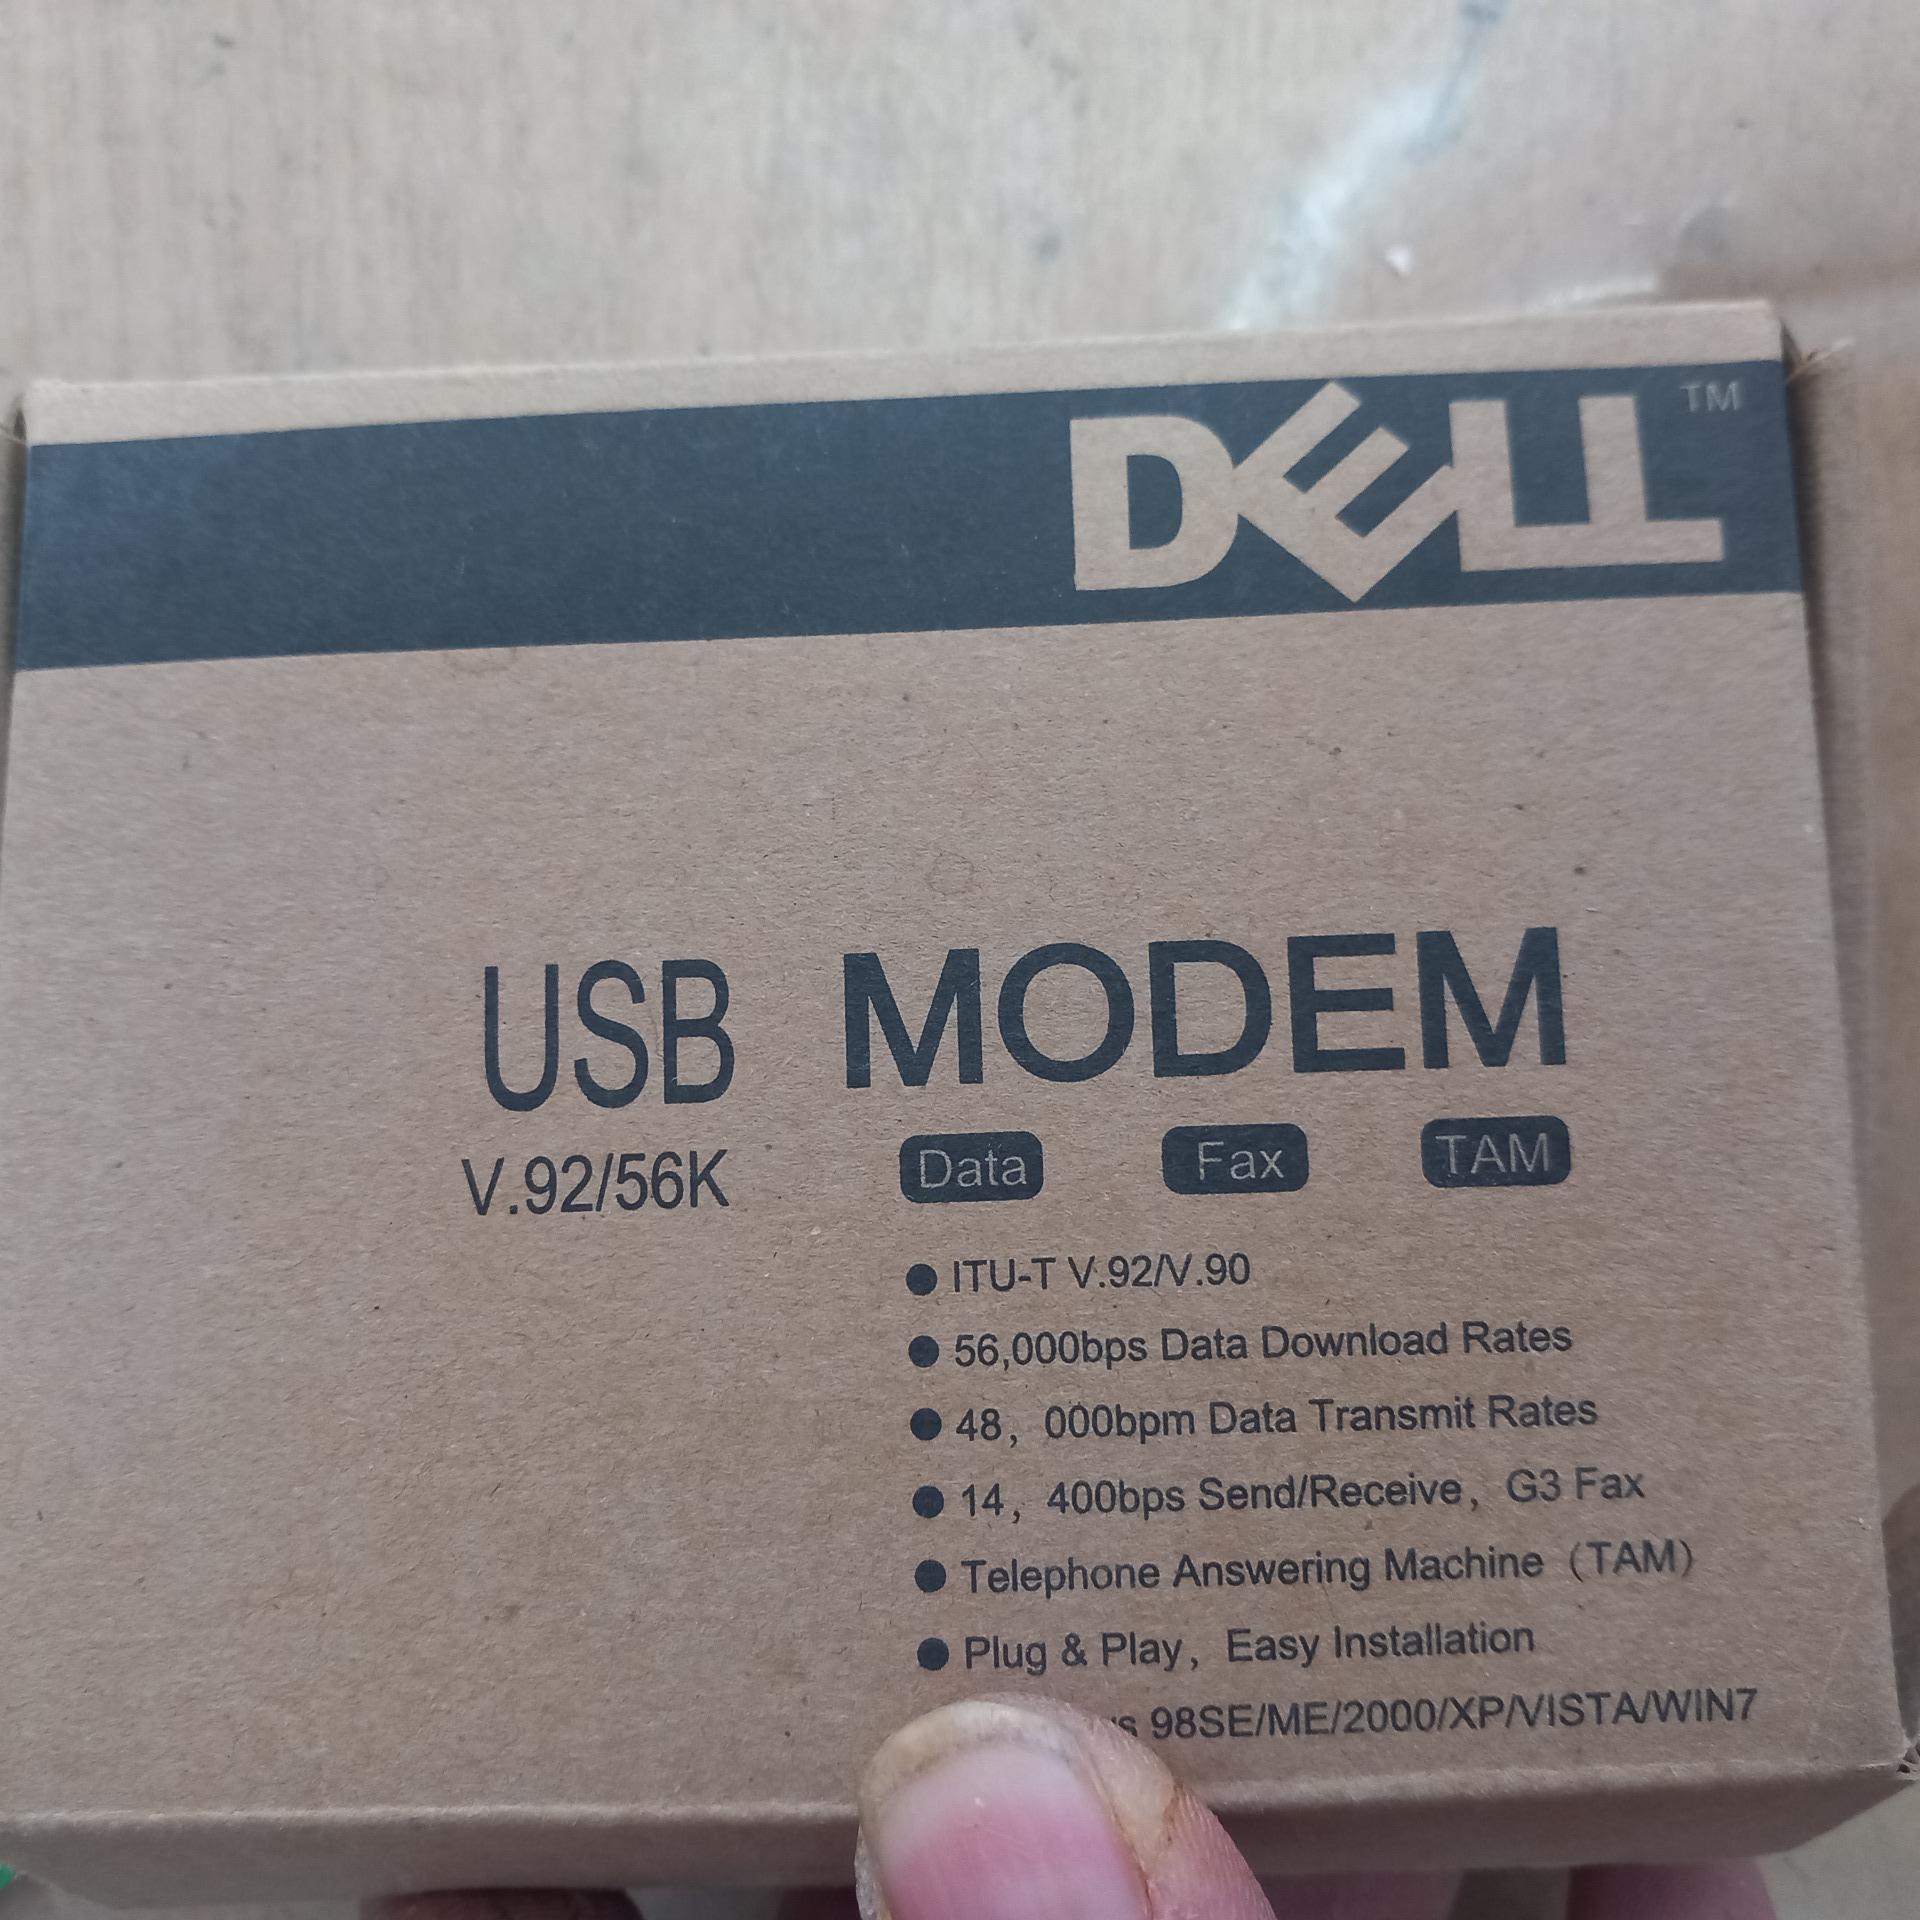 DELL™
USB MODEM
V.92/56K
Data Fax TAM
● ITU-T V.92/V.90
● 56,000bps Data Download Rates
● 48, 000bpm Data Transmit Rates
● 14, 400bps Send/Receive, G3 Fax
● Telephone Answering Machine (TAM)
● Plug & Play, Easy Installation
98SE/ME/2000/XP/VISTA/WIN7